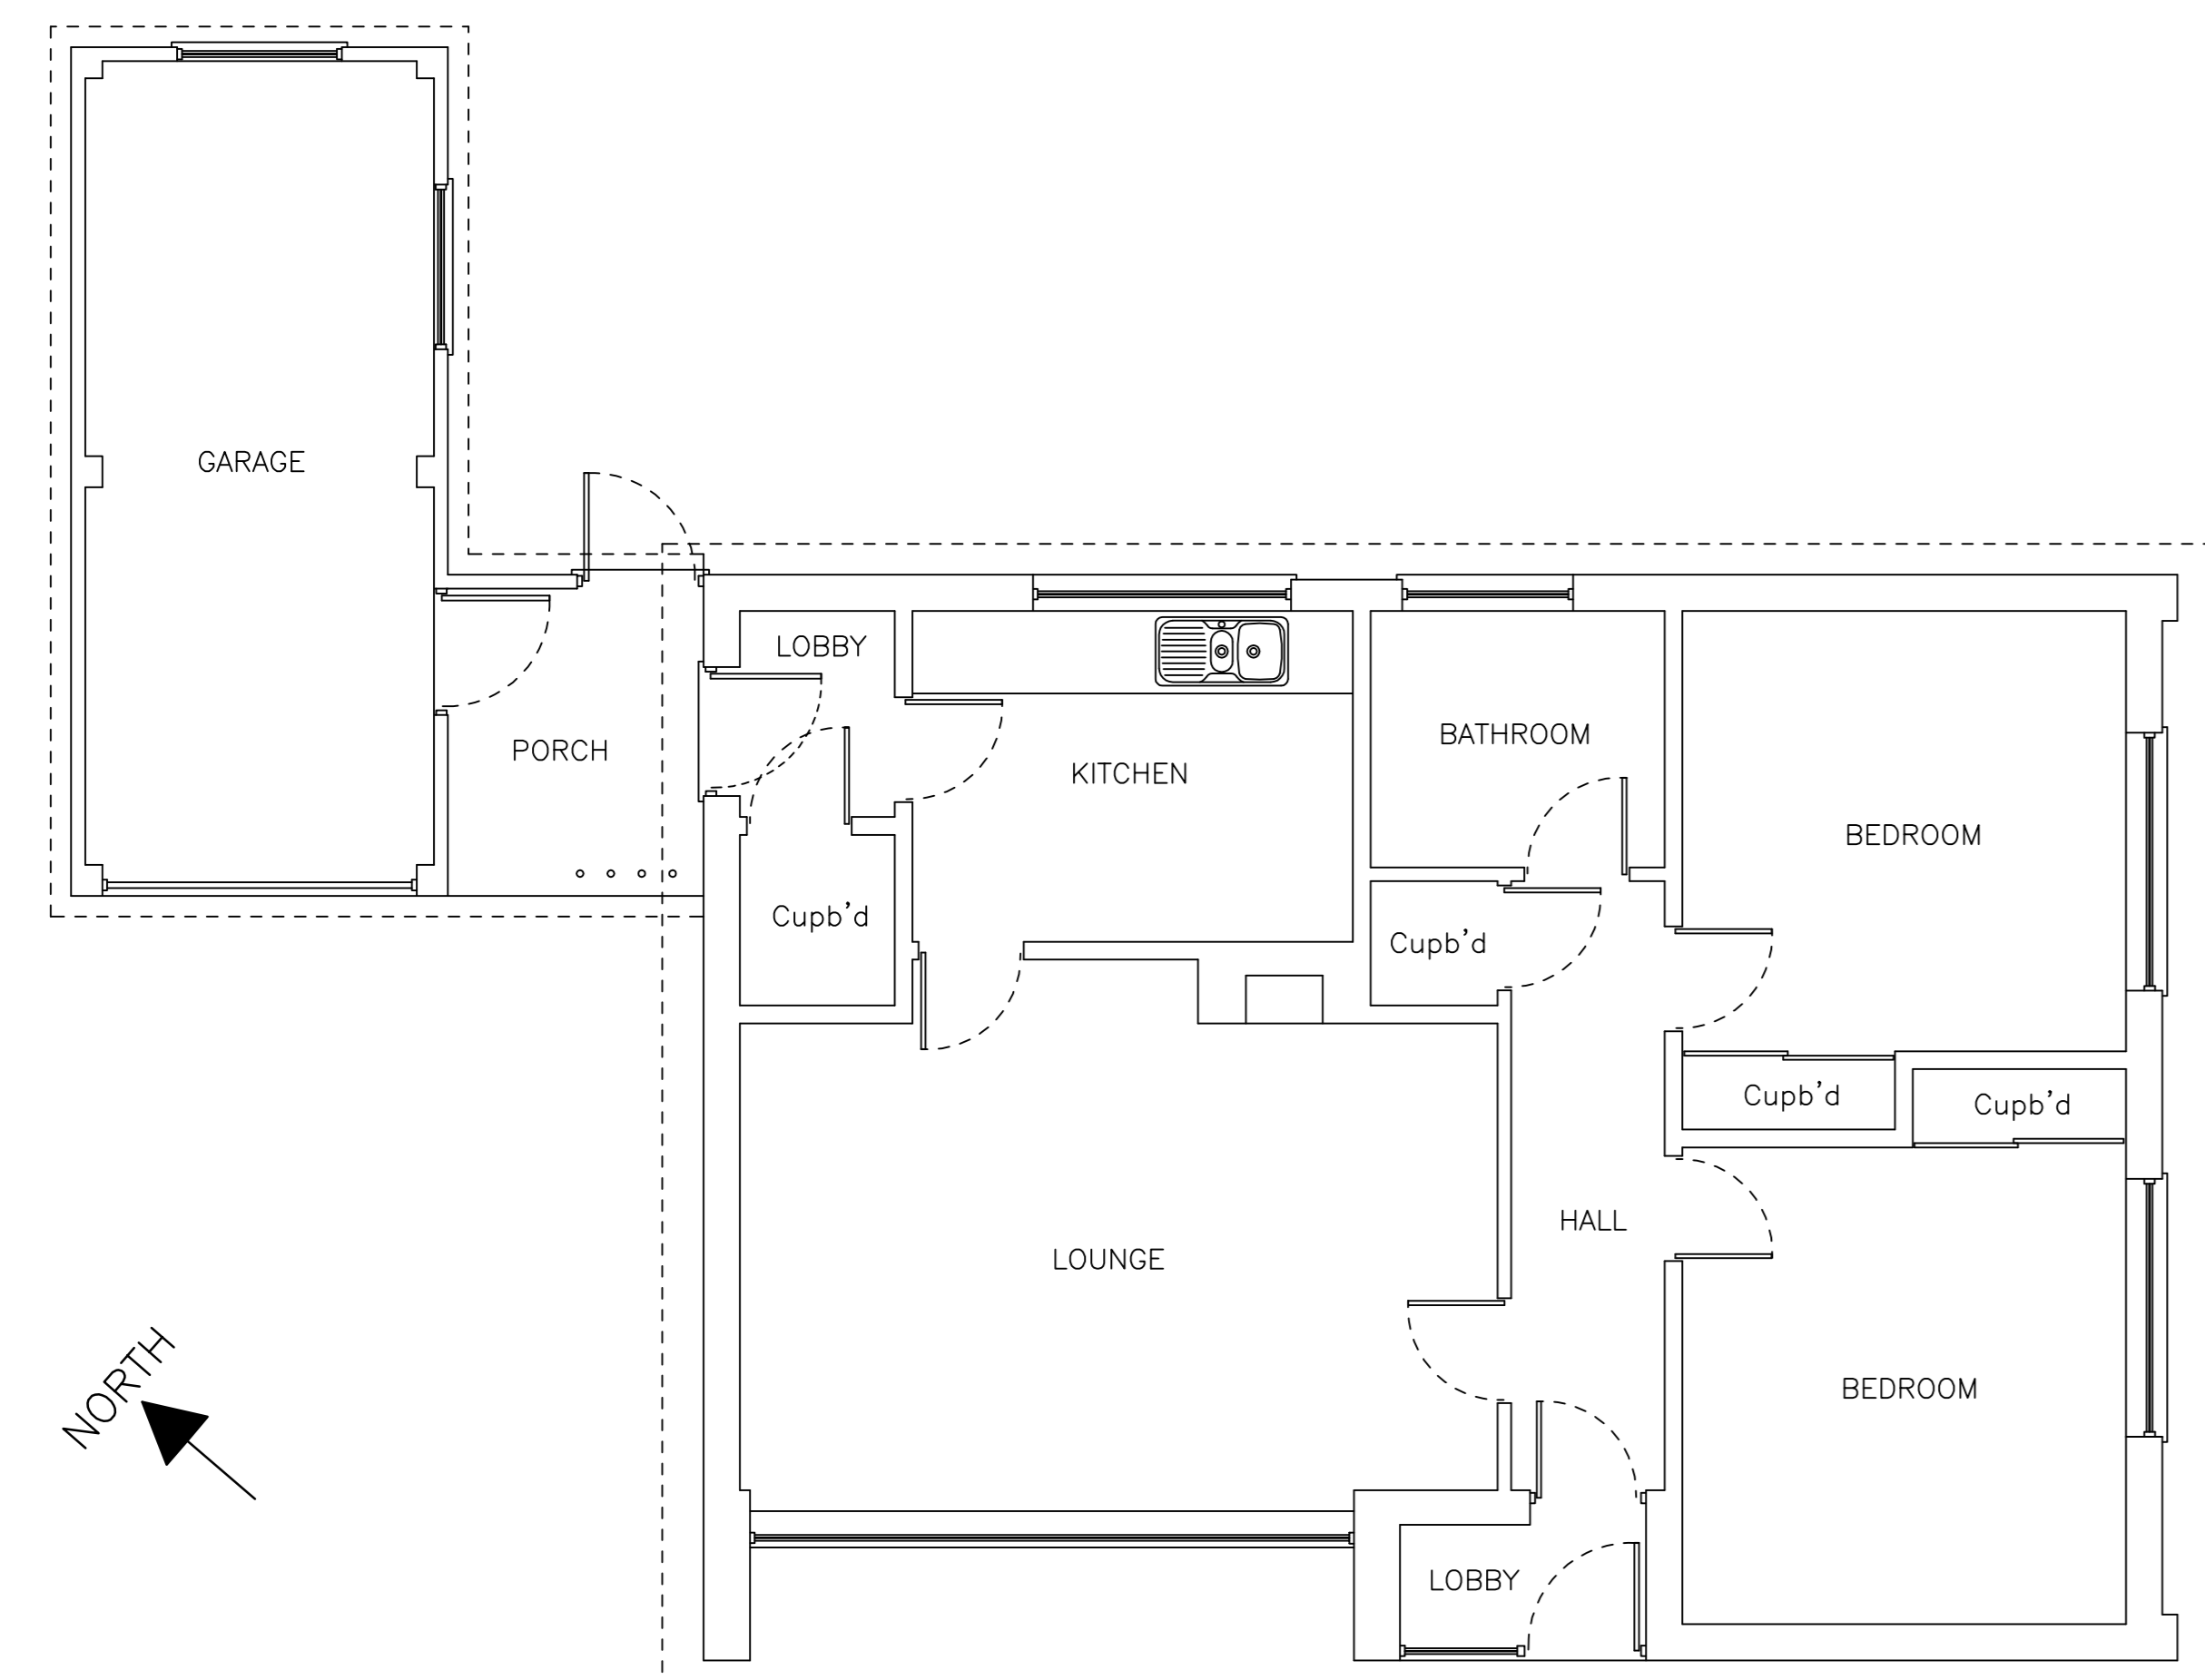 GARAGE
LOBBY
PORCH
KITCHEN
BATHROOM
BEDROOM
Cupb'd
Cupb'd
Cupb'd
Cupb'd
HALL
LOUNGE
BEDROOM
NORTH
LOBBY